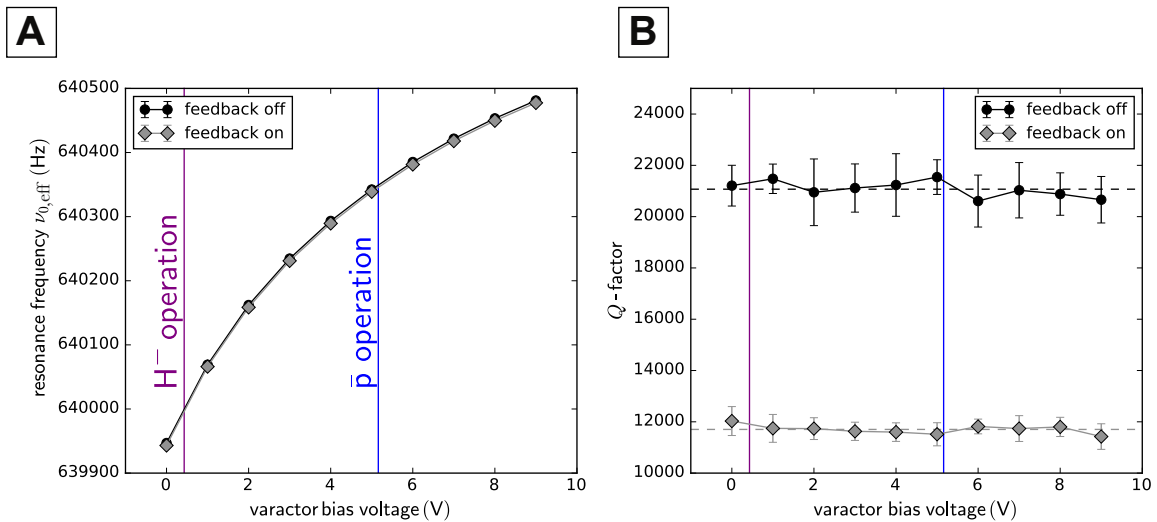 A
640500
640400
640300
640200
640100
640000
639900
resonance frequency ν0,eff (Hz)
feedback off
feedback on
H− operation
p̄ operation
0
2
4
6
8
10
varactor bias voltage (V)
B
24000
22000
20000
18000
16000
14000
12000
10000
Q-factor
feedback off
feedback on
0
2
4
6
8
10
varactor bias voltage (V)